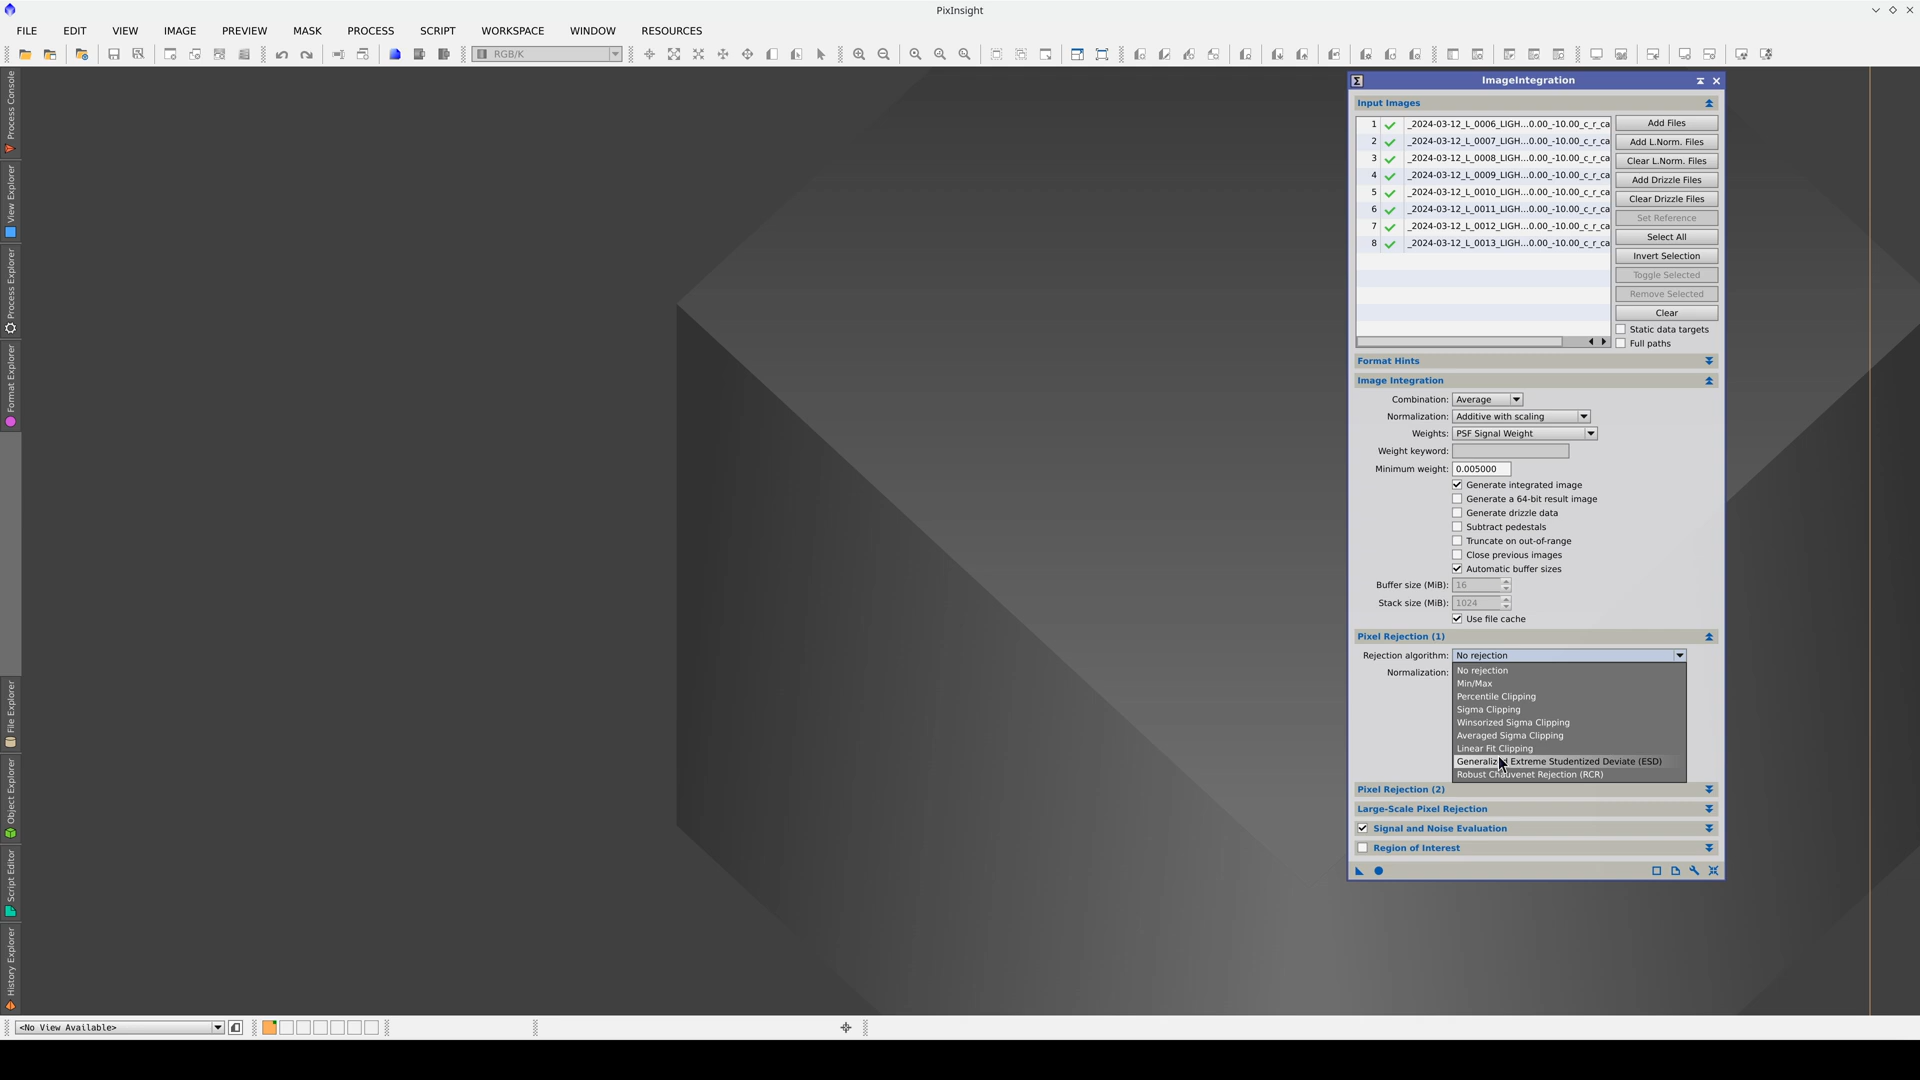 PixInsight
FILE EDIT VIEW IMAGE PREVIEW MASK PROCESS SCRIPT WORKSPACE WINDOW RESOURCES
RGB/K
Process Console
View Explorer
Process Explorer
Format Explorer
File Explorer
Object Explorer
Script Editor
History Explorer
ImageIntegration
Input Images
1 _2024-03-12_L_0006_LIGH...0.00_-10.00_c_r_ca
2 _2024-03-12_L_0007_LIGH...0.00_-10.00_c_r_ca
3 _2024-03-12_L_0008_LIGH...0.00_-10.00_c_r_ca
4 _2024-03-12_L_0009_LIGH...0.00_-10.00_c_r_ca
5 _2024-03-12_L_0010_LIGH...0.00_-10.00_c_r_ca
6 _2024-03-12_L_0011_LIGH...0.00_-10.00_c_r_ca
7 _2024-03-12_L_0012_LIGH...0.00_-10.00_c_r_ca
8 _2024-03-12_L_0013_LIGH...0.00_-10.00_c_r_ca
Add Files
Add L.Norm. Files
Clear L.Norm. Files
Add Drizzle Files
Clear Drizzle Files
Set Reference
Select All
Invert Selection
Toggle Selected
Remove Selected
Clear
Static data targets
Full paths
Format Hints
Image Integration
Combination: Average
Normalization: Additive with scaling
Weights: PSF Signal Weight
Weight keyword:
Minimum weight: 0.005000
Generate integrated image
Generate a 64-bit result image
Generate drizzle data
Subtract pedestals
Truncate on out-of-range
Close previous images
Automatic buffer sizes
Buffer size (MiB): 16
Stack size (MiB): 1024
Use file cache
Pixel Rejection (1)
Rejection algorithm: No rejection
Normalization:
No rejection
Min/Max
Percentile Clipping
Sigma Clipping
Winsorized Sigma Clipping
Averaged Sigma Clipping
Linear Fit Clipping
Generalized Extreme Studentized Deviate (ESD)
Robust Chauvenet Rejection (RCR)
Pixel Rejection (2)
Large-Scale Pixel Rejection
Signal and Noise Evaluation
Region of Interest
<No View Available>